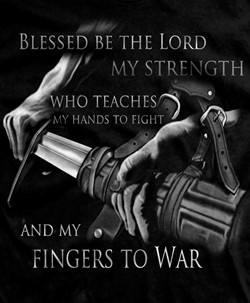 BLESSED BE THE LORD
MY STRENGTH
WHO TEACHES
MY HANDS TO FIGHT
AND MY
FINGERS TO WAR